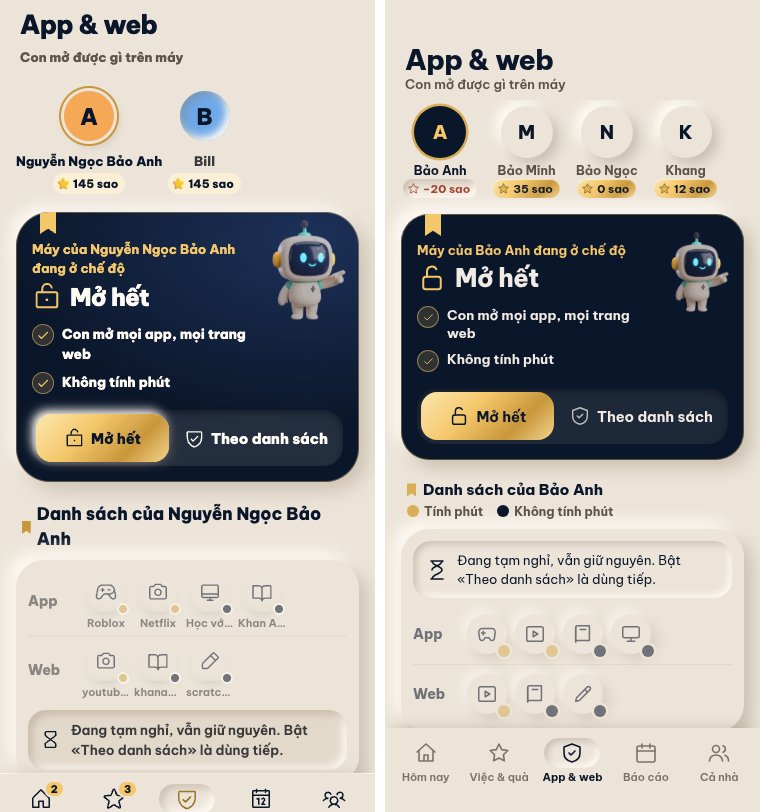 App & web
Con mở được gì trên máy
A
B
Nguyễn Ngọc Bảo Anh
Bill
145 sao
145 sao
Máy của Nguyễn Ngọc Bảo Anh
đang ở chế độ
Mở hết
Con mở mọi app, mọi trang
web
Không tính phút
Mở hết
Theo danh sách
Danh sách của Nguyễn Ngọc Bảo
Anh
App
Roblox
Netflix
Học vớ...
Khan A...
Web
youtub...
khana...
scratc...
Đang tạm nghỉ, vẫn giữ nguyên. Bật
«Theo danh sách» là dùng tiếp.
2
3
12
App & web
Con mở được gì trên máy
A
M
N
K
Bảo Anh
Bảo Minh
Bảo Ngọc
Khang
-20 sao
35 sao
0 sao
12 sao
Máy của Bảo Anh đang ở chế độ
Mở hết
Con mở mọi app, mọi trang
web
Không tính phút
Mở hết
Theo danh sách
Danh sách của Bảo Anh
Tính phút
Không tính phút
Đang tạm nghỉ, vẫn giữ nguyên. Bật
«Theo danh sách» là dùng tiếp.
App
Web
Hôm nay
Việc & quà
App & web
Báo cáo
Cả nhà